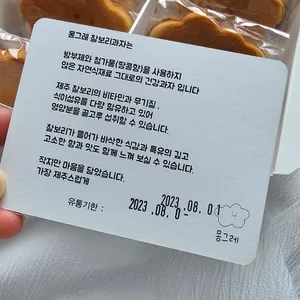 몽그레 찰보리과자는
방부제와 첨가물(땅콩향)을 사용하지
않은 자연식재료 그대로의 건강과자 입니다
제주 찰보리의 비타민과 무기질,
식이섬유를 다량 함유하고 있어
영양분을 골고루 섭취할 수 있습니다.
찰보리가 들어가 바삭한 식감과 특유의 깊고
고소한 향과 맛도 함께 느껴 보실 수 있습니다.
작지만 마음을 담았습니다.
가장 제주스럽게
유통기한 : 2023.08.01
2023.08.0
몽그레